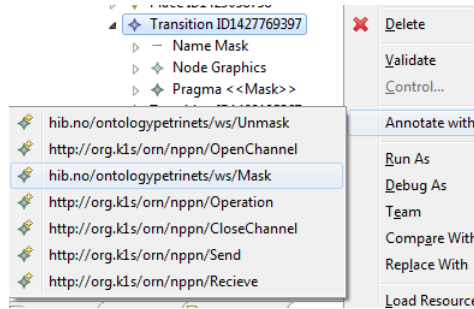 Transition ID1427769397
Name Mask
Node Graphics
Pragma <<Mask>>
hib.no/ontologypetrinets/ws/Unmask
http://org.k1s/orn/nppn/OpenChannel
hib.no/ontologypetrinets/ws/Mask
http://org.k1s/orn/nppn/Operation
http://org.k1s/orn/nppn/CloseChannel
http://org.k1s/orn/nppn/Send
http://org.k1s/orn/nppn/Recieve
Delete
Validate
Control...
Annotate with
Run As
Debug As
Team
Compare With
Replace With
Load Resource